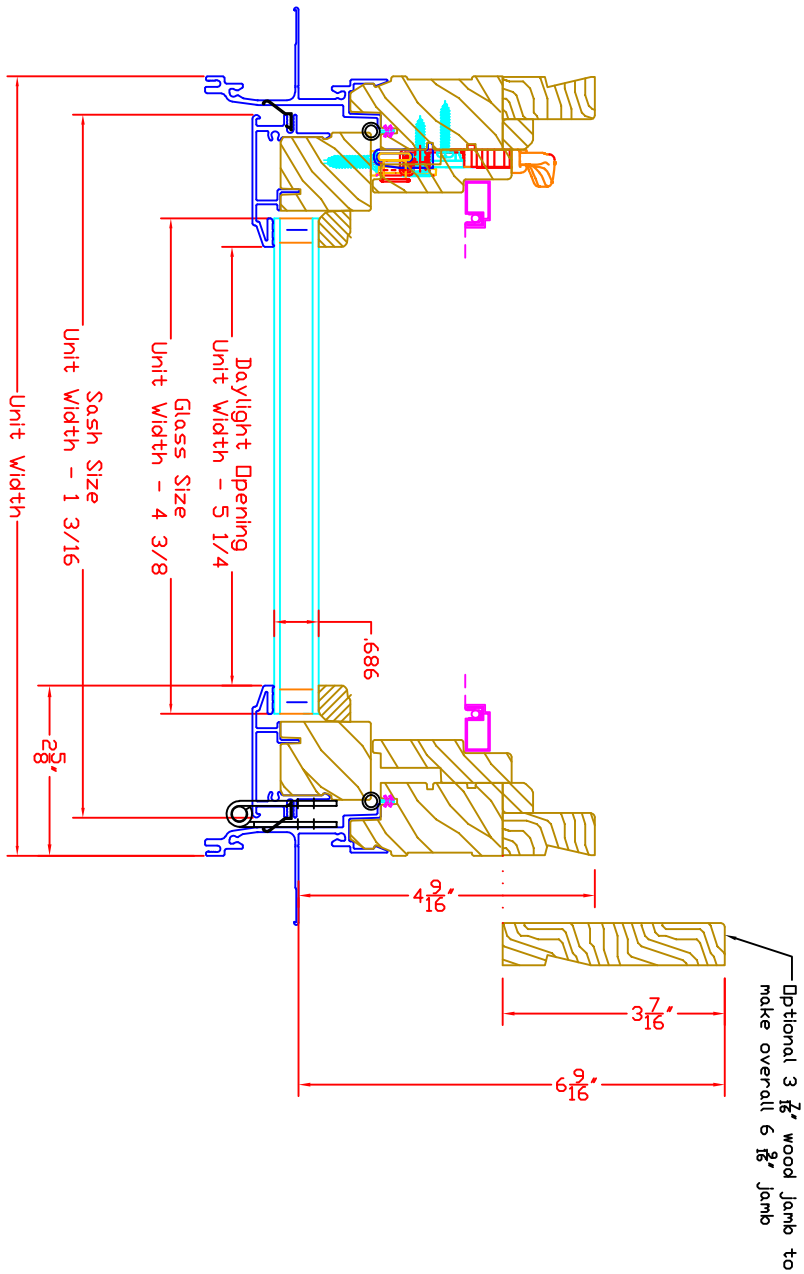 Daylight Opening
Unit Width - 5 1/4
Glass Size
Unit Width - 4 3/8
Sash Size
Unit Width - 1 3/16
Unit Width
.686
2 5/8"
4 9/16"
3 7/16"
6 9/16"
Optional 3 7/16" wood jamb to
make overall 6 9/16" jamb